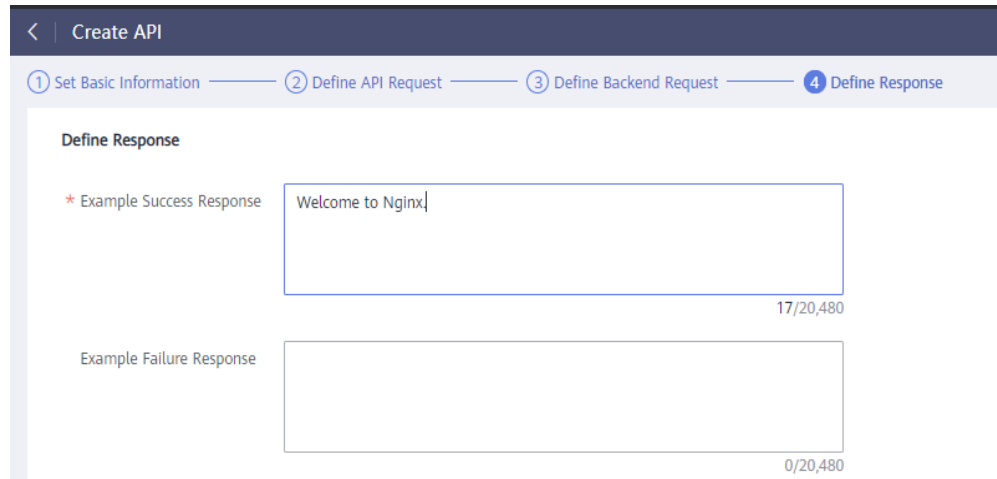 Create API
1 Set Basic Information 2 Define API Request 3 Define Backend Request 4 Define Response
Define Response
* Example Success Response Welcome to Nginx.
17/20,480
Example Failure Response
0/20,480